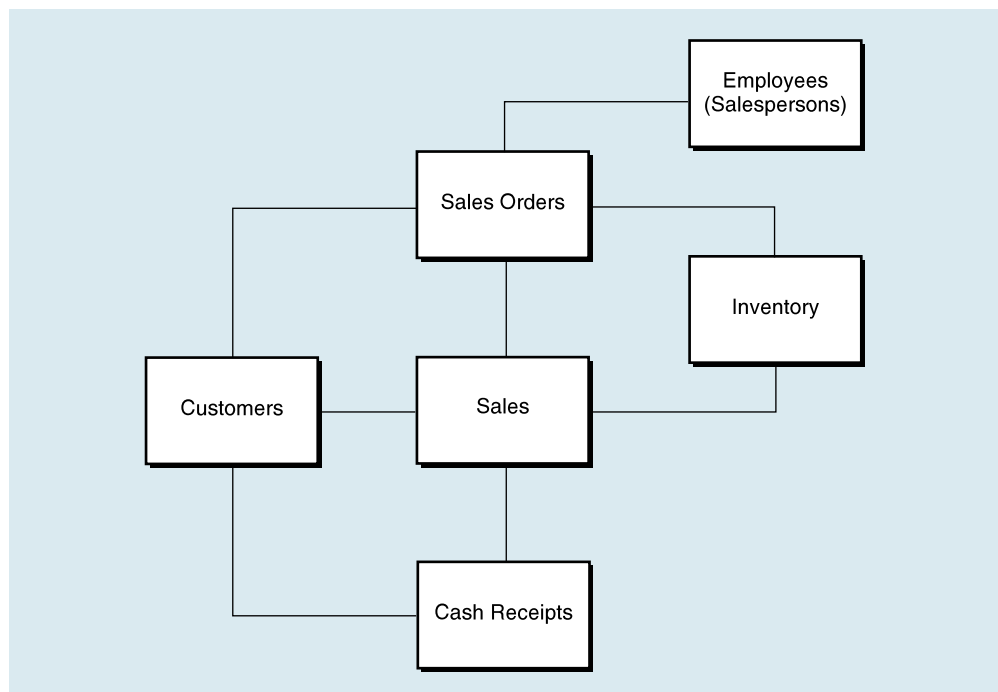 Employees
(Salespersons)
Sales Orders
Inventory
Customers
Sales
Cash Receipts